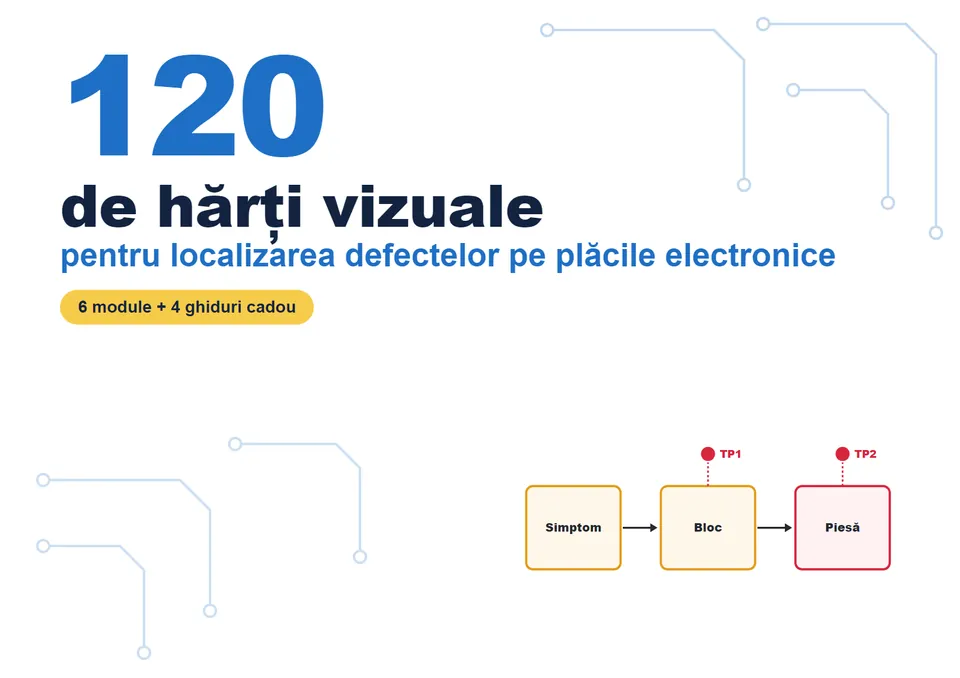 120
de hărți vizuale
pentru localizarea defectelor pe plăcile electronice
6 module + 4 ghiduri cadou
TP1
TP2
Simptom
Bloc
Piesă